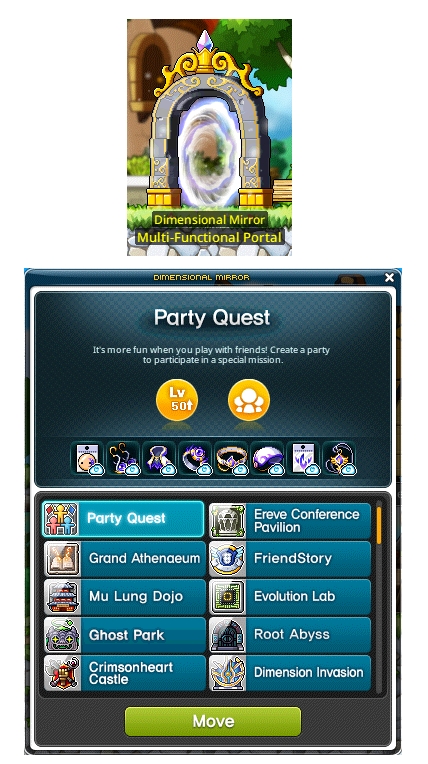 Dimensional Mirror
Multi-Functional Portal
DIMENSIONAL MIRROR
Party Quest
It's more fun when you play with friends! Create a party
to participate in a special mission.
Lv
50
Party Quest
Ereve Conference
Pavilion
Grand Athenaeum
FriendStory
Mu Lung Dojo
Evolution Lab
Ghost Park
Root Abyss
Crimsonheart
Castle
Dimension Invasion
Move